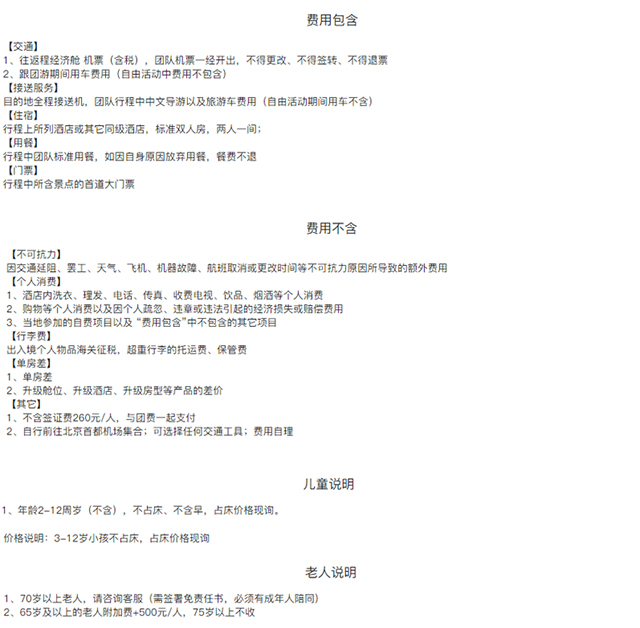 费用包含
【交通】
1、往返程经济舱 机票（含税），团队机票一经开出，不得更改、不得签转、不得退票
2、跟团游期间用车费用（自由活动中费用不包含）
【接送服务】
目的地全程接送机，团队行程中中文导游以及旅游车费用（自由活动期间用车不含）
【住宿】
行程上所列酒店或其它同级酒店，标准双人房，两人一间；
【用餐】
行程中团队标准用餐，如因自身原因放弃用餐，餐费不退
【门票】
行程中所含景点的首道大门票
费用不含
【不可抗力】
因交通延阻、罢工、天气、飞机、机器故障、航班取消或更改时间等不可抗力原因所导致的额外费用
【个人消费】
1、酒店内洗衣、理发、电话、传真、收费电视、饮品、烟酒等个人消费
2、购物等个人消费以及因个人疏忽、违章或违法引起的经济损失或赔偿费用
3、当地参加的自费项目以及“费用包含”中不包含的其它项目
【行李费】
出入境个人物品海关征税，超重行李的托运费、保管费
【单房差】
1、单房差
2、升级舱位、升级酒店、升级房型等产品的差价
【其它】
1、不含签证费260元/人，与团费一起支付
2、自行前往北京首都机场集合；可选择任何交通工具；费用自理
儿童说明
1、年龄2-12周岁（不含），不占床、不含早，占床价格现询。
价格说明：3-12岁小孩不占床，占床价格现询
老人说明
1、70岁以上老人，请咨询客服（需签署免责任书，必须有成年人陪同）
2、65岁及以上的老人附加费+500元/人，75岁以上不收